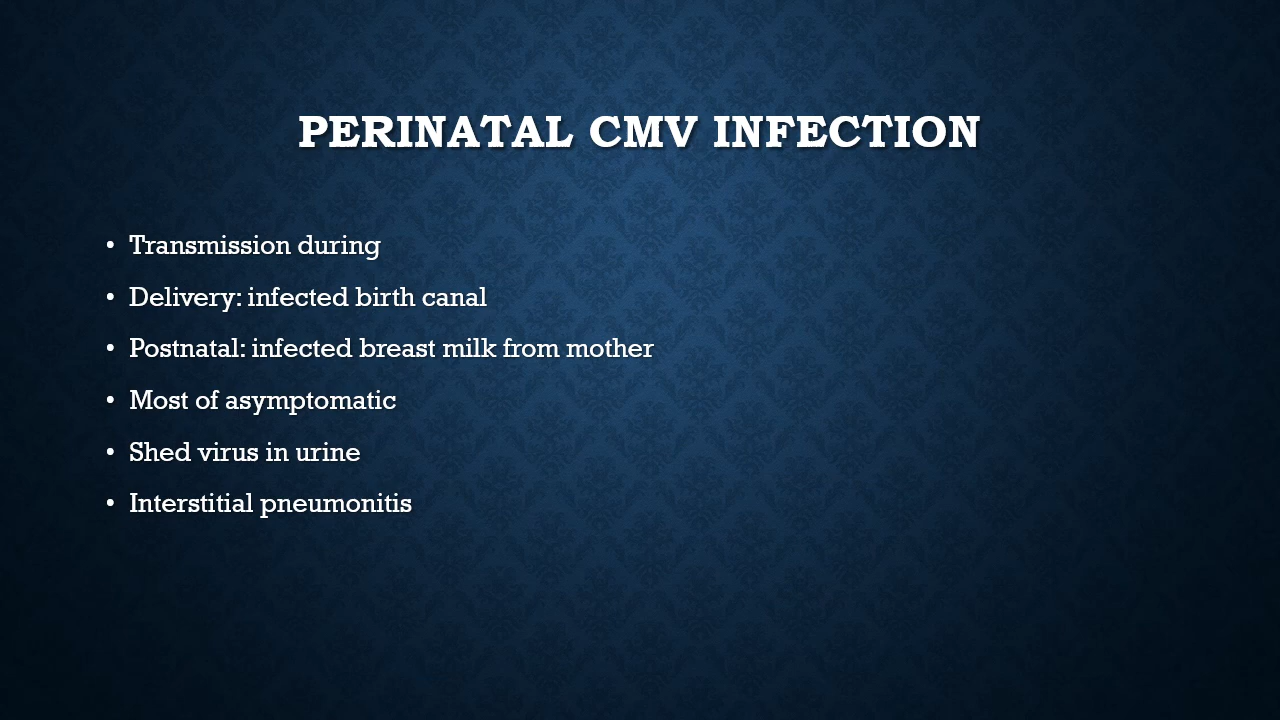 PERINATAL CMV INFECTION
• Transmission during
• Delivery: infected birth canal
• Postnatal: infected breast milk from mother
• Most of asymptomatic
• Shed virus in urine
• Interstitial pneumonitis